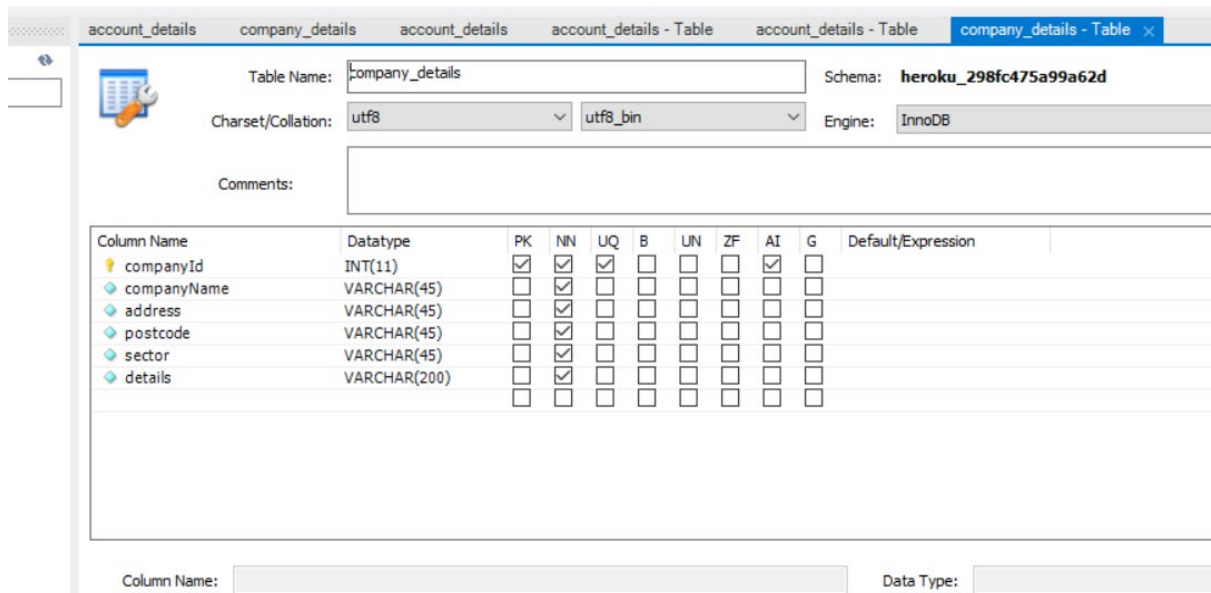 account_details company_details account_details account_details - Table account_details - Table company_details - Table
Table Name: company_details Schema: heroku_298fc475a99a62d
Charset/Collation: utf8 utf8_bin Engine: InnoDB
Comments:
Column Name Datatype PK NN UQ B UN ZF AI G Default/Expression
companyId INT(11)
companyName VARCHAR(45)
address VARCHAR(45)
postcode VARCHAR(45)
sector VARCHAR(45)
details VARCHAR(200)
Column Name: Data Type: